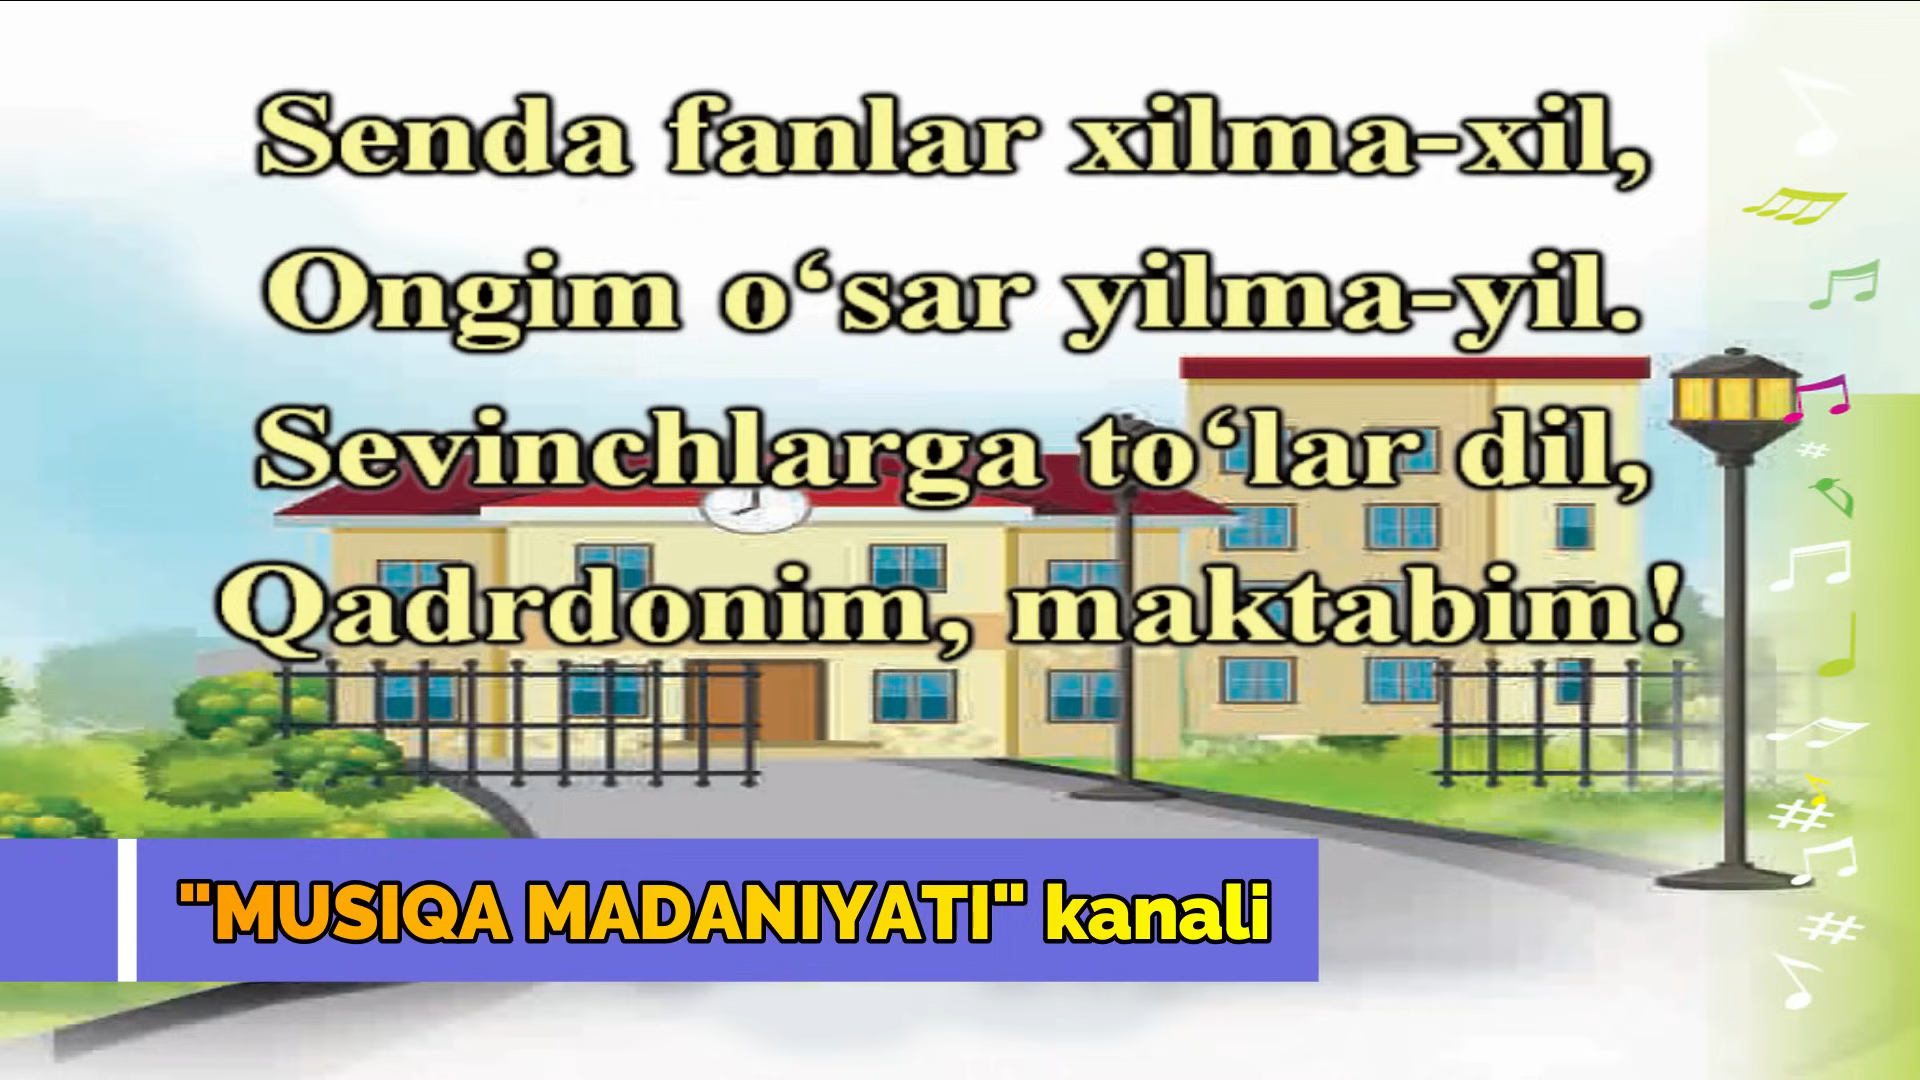 Senda fanlar xilma-xil,
Ongim o‘sar yilma-yil.
Sevinchlarga to‘lar dil,
Qadrdonim, maktabim!
"MUSIQA MADANIYATI" kanali